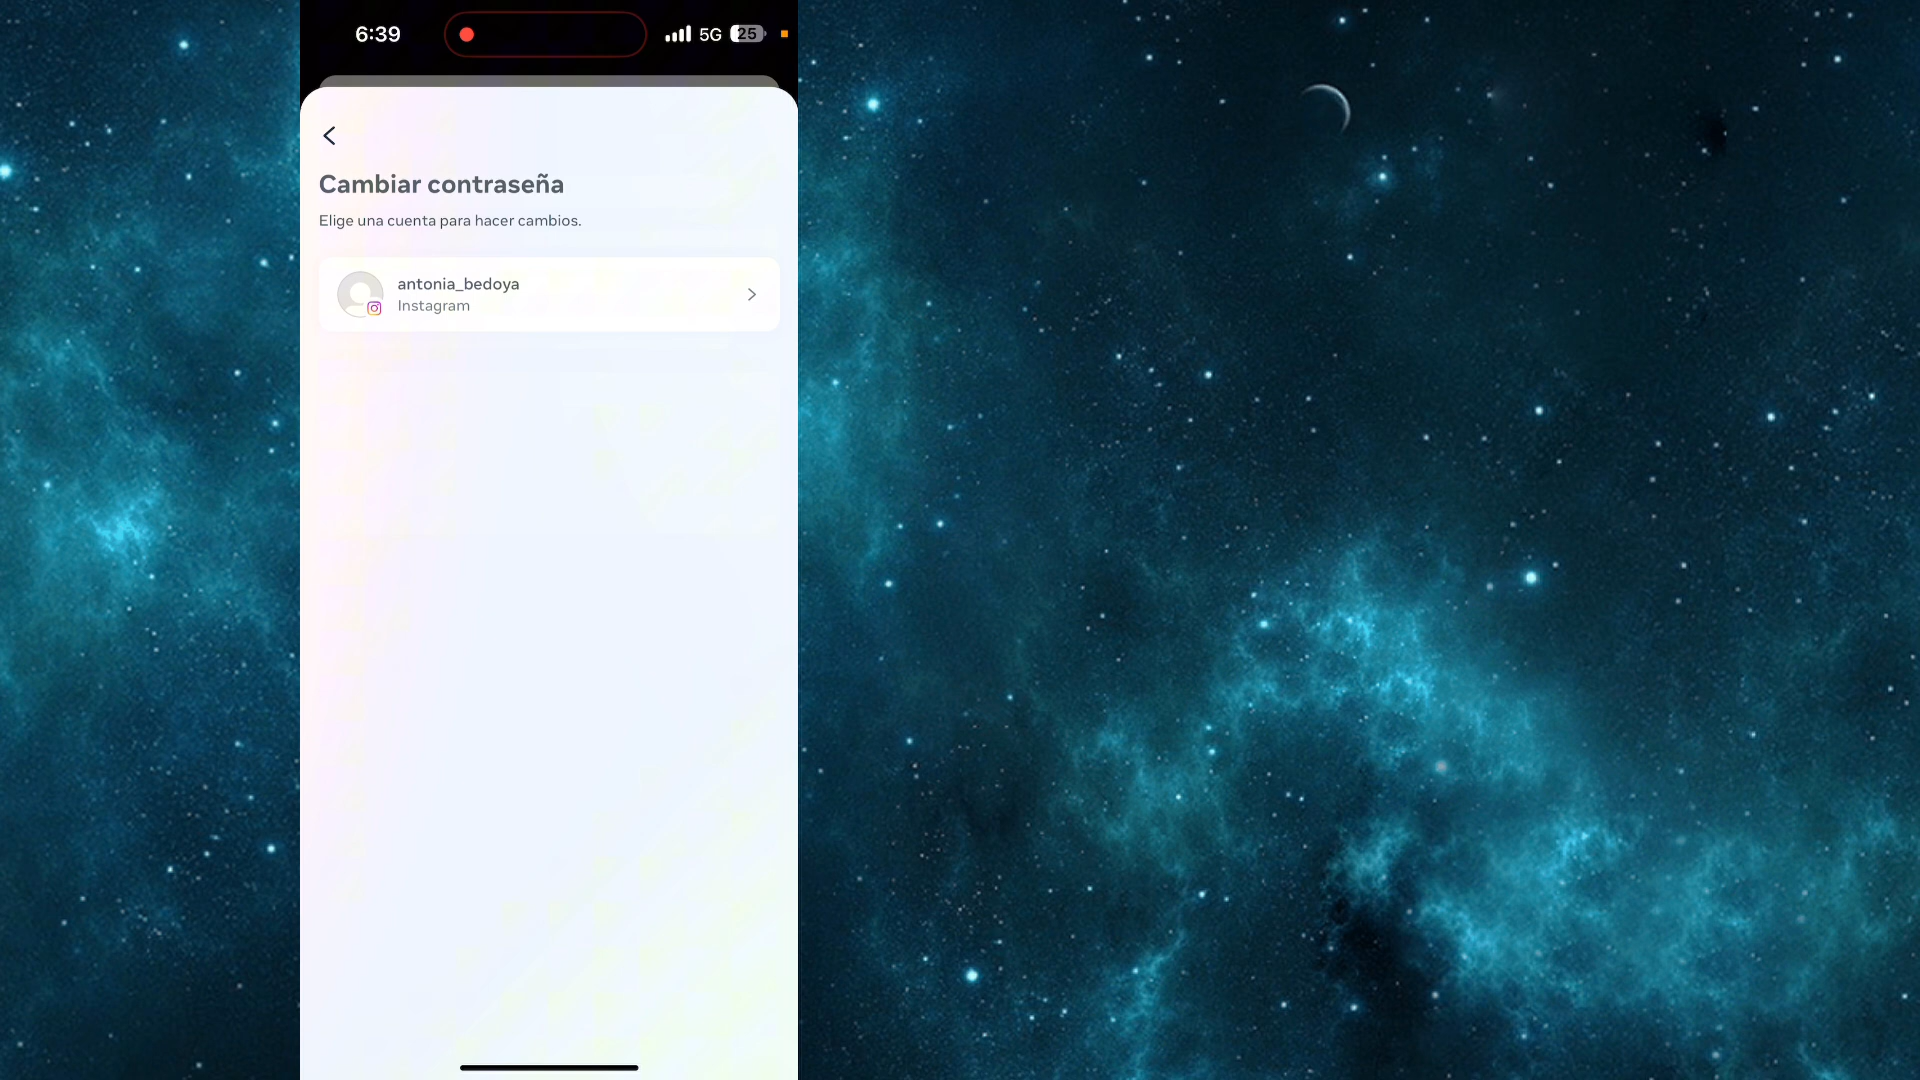 6:39
5G
25
Cambiar contraseña
Elige una cuenta para hacer cambios.
antonia_bedoya
Instagram